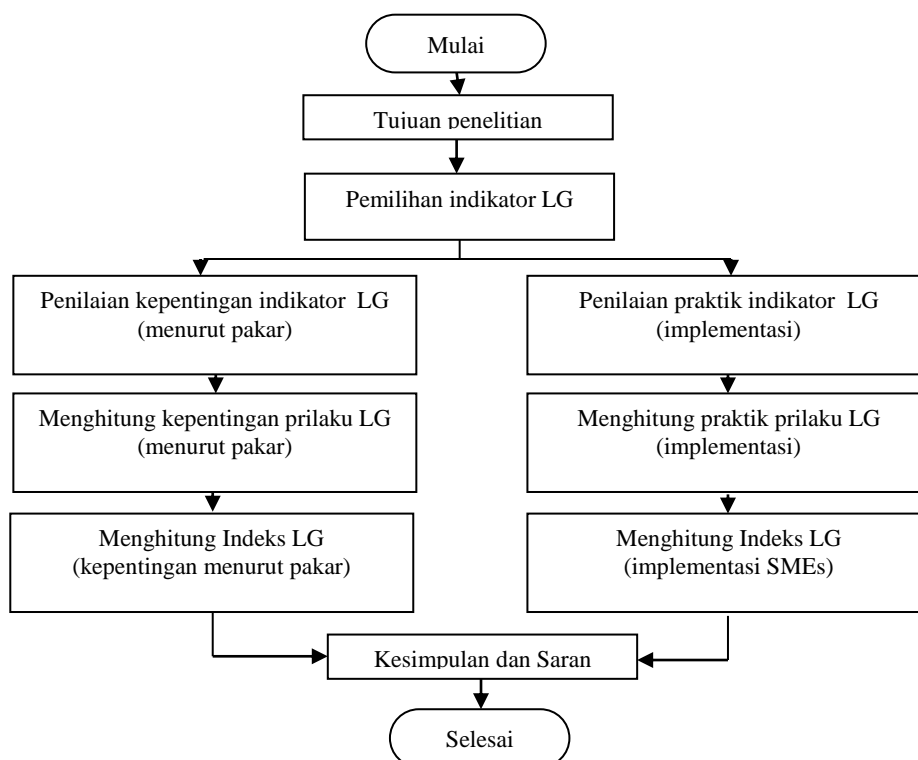 Mulai
Tujuan penelitian
Pemilihan indikator LG
Penilaian kepentingan indikator LG
(menurut pakar)
Penilaian praktik indikator LG
(implementasi)
Menghitung kepentingan prilaku LG
(menurut pakar)
Menghitung praktik prilaku LG
(implementasi)
Menghitung Indeks LG
(kepentingan menurut pakar)
Menghitung Indeks LG
(implementasi SMEs)
Kesimpulan dan Saran
Selesai